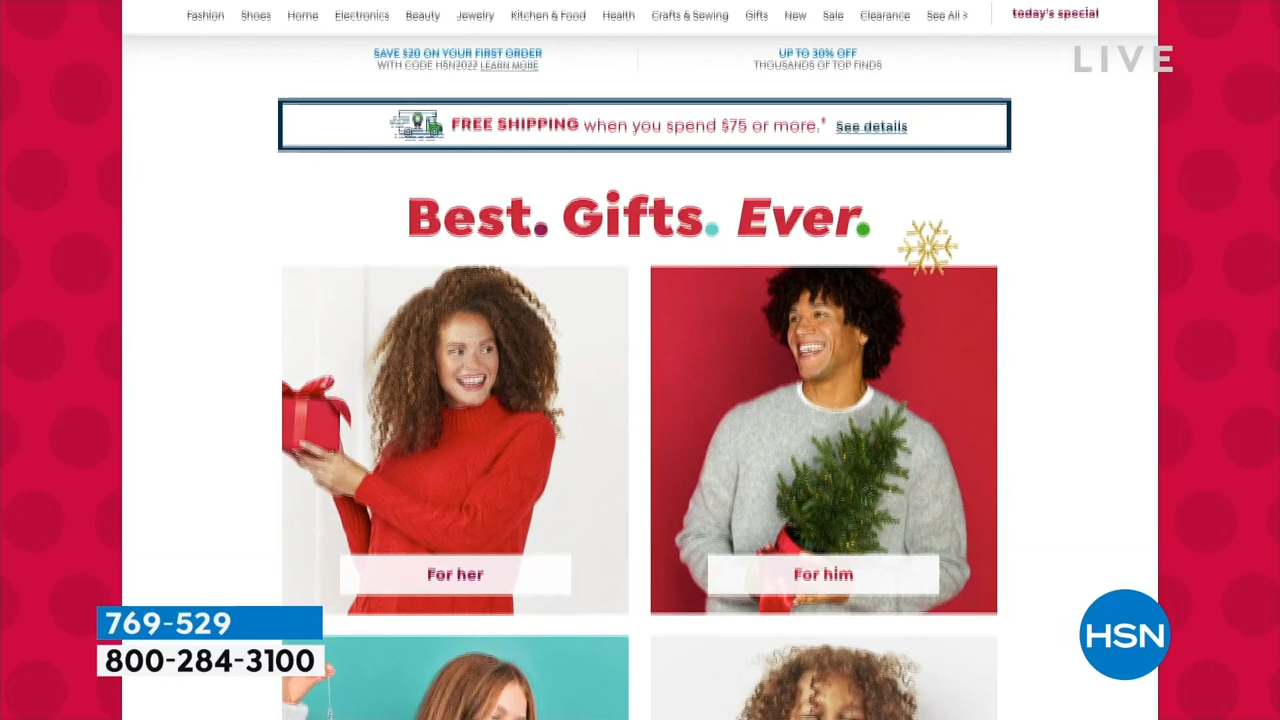 Fashion Shoes Home Electronics Beauty Jewelry Kitchen & Food Health Crafts & Sewing Gifts New Sale Clearance See All > today's special
SAVE $20 ON YOUR FIRST ORDER
WITH CODE HSN2022 LEARN MORE
UP TO 30% OFF
THOUSANDS OF TOP FINDS
LIVE
FREE SHIPPING when you spend $75 or more.* See details
Best. Gifts. Ever.
For her
For him
769-529
800-284-3100
HSN